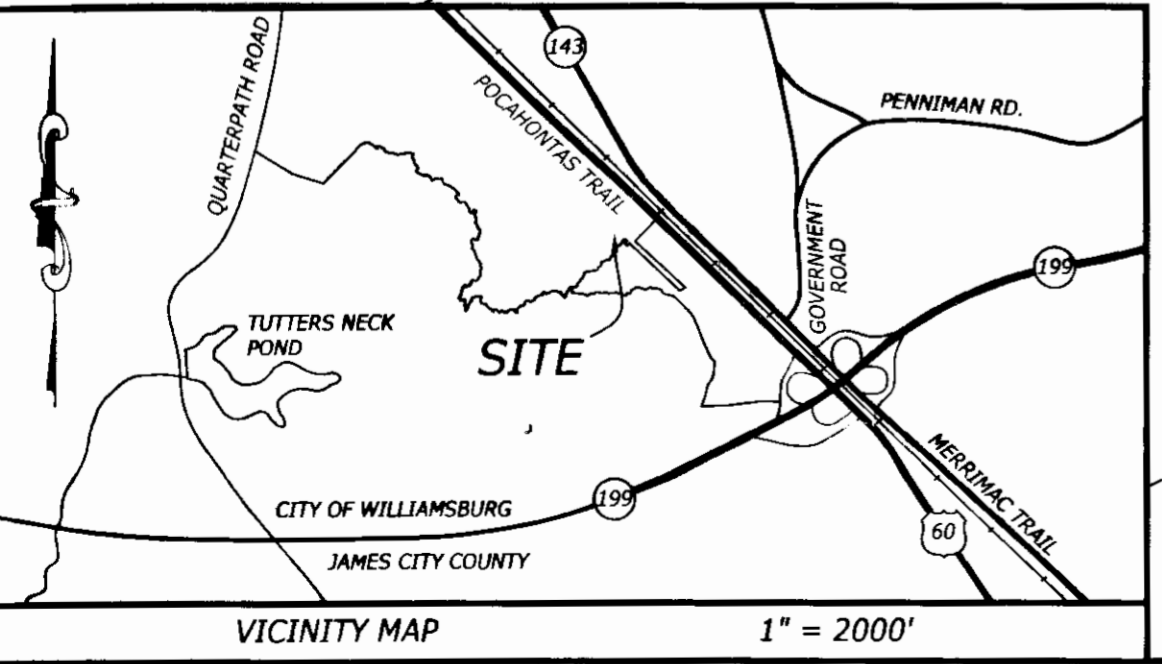 143
QUARTERPATH ROAD
POCAHONTAS TRAIL
PENNIMAN RD.
GOVERNMENT
ROAD
199
TUTTERS NECK
POND
SITE
MERRIMAC TRAIL
199
CITY OF WILLIAMSBURG
60
JAMES CITY COUNTY
VICINITY MAP
1" = 2000'